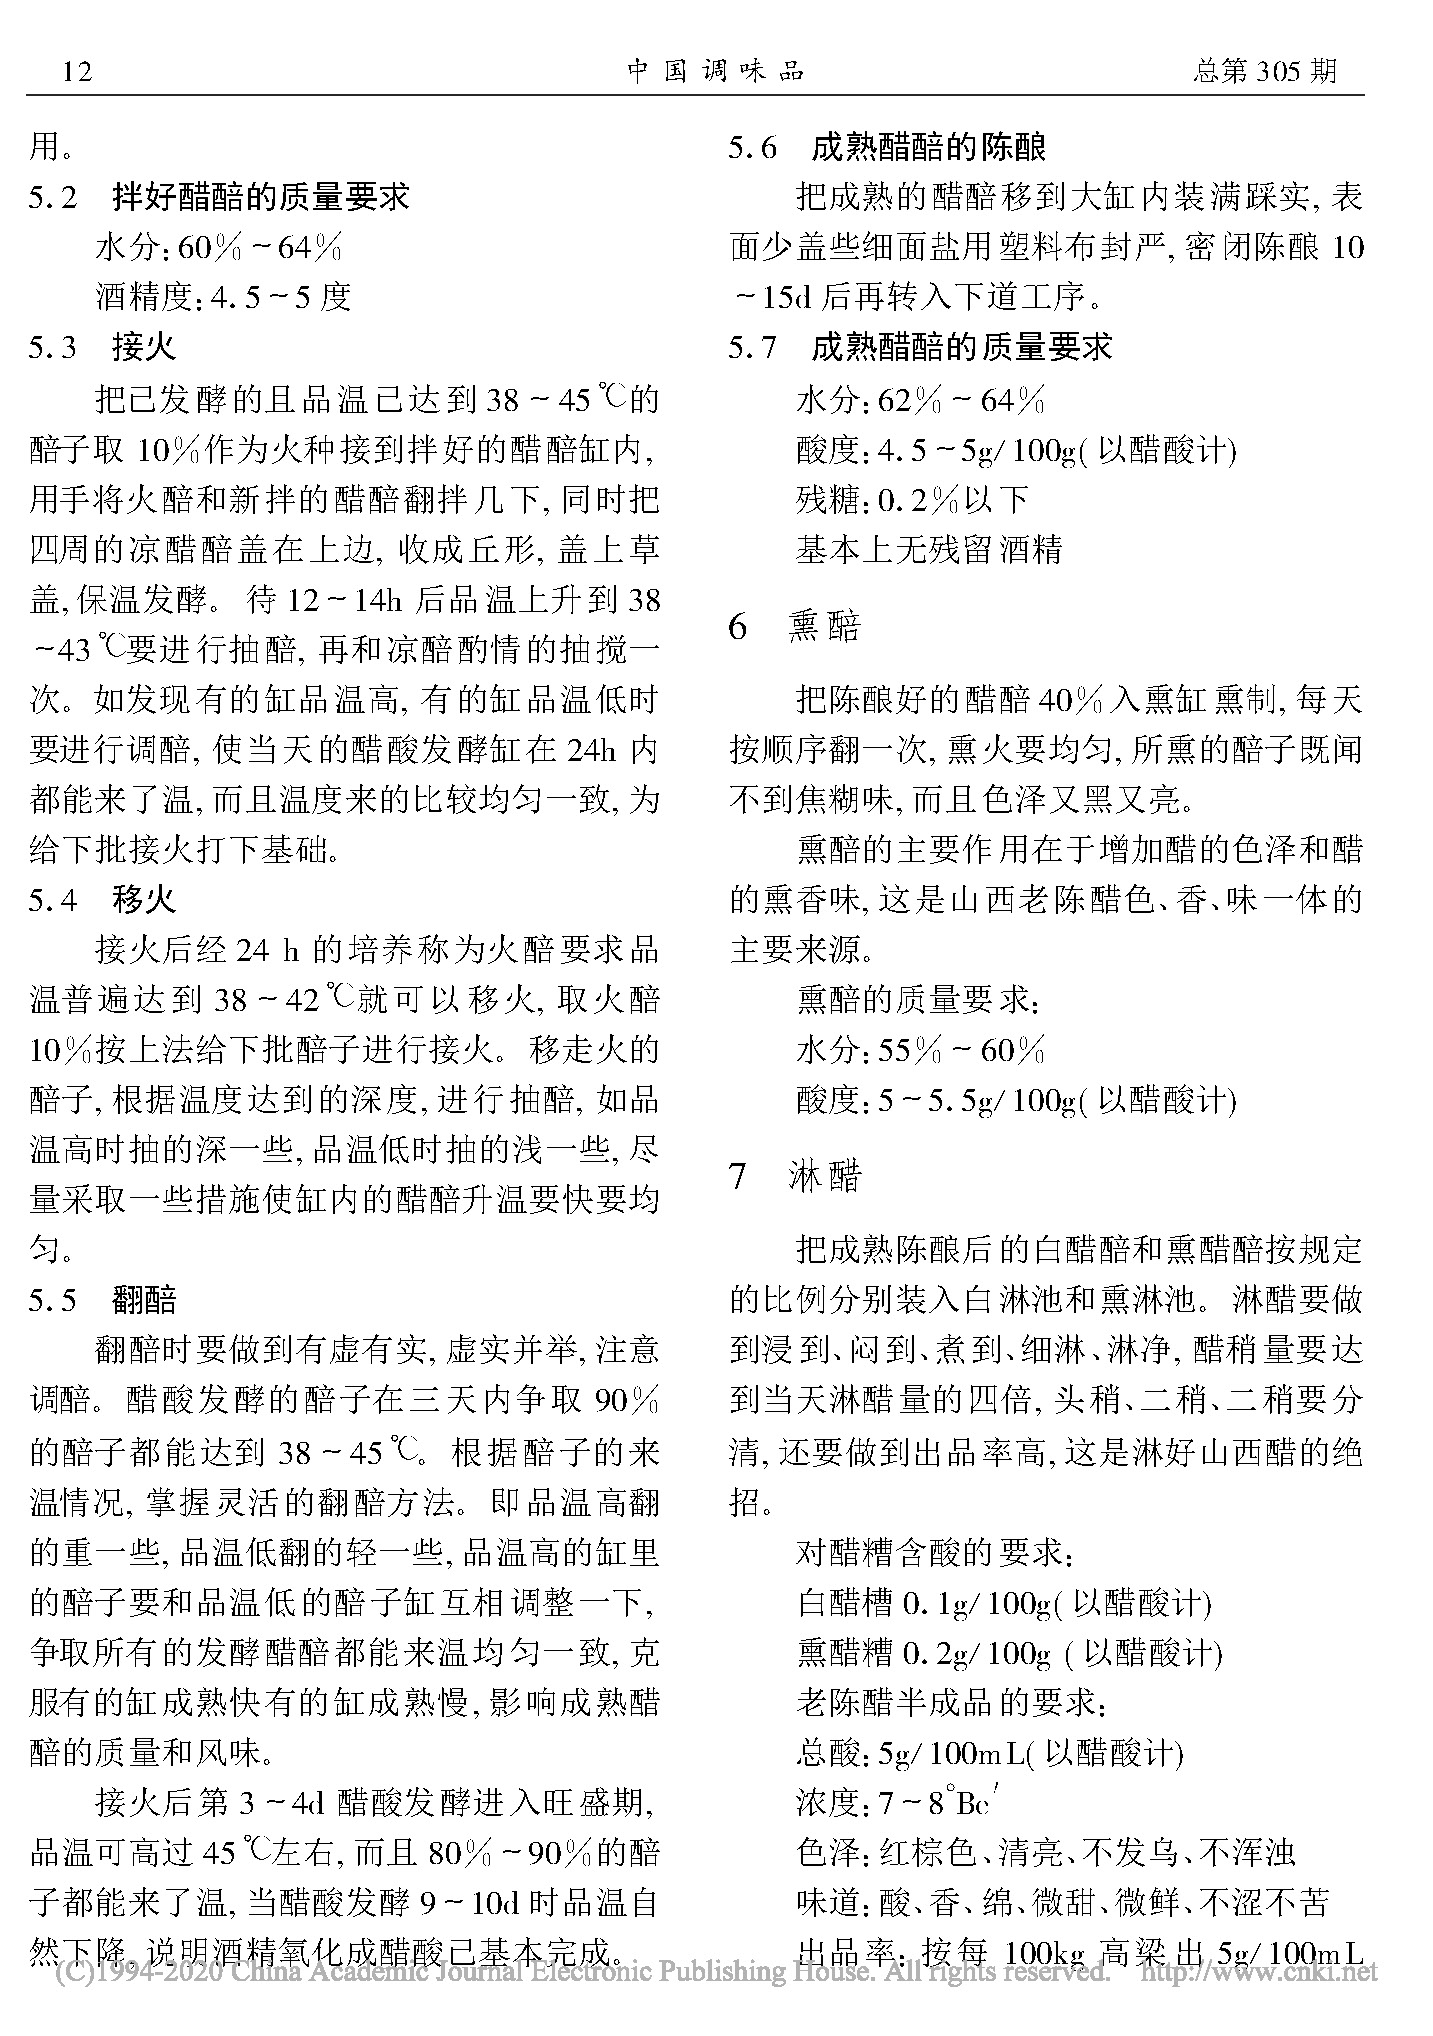 12
中国调味品
总第305期
用。
5.2 拌好醋醅的质量要求
水分:60%~64%
酒精度:4.5~5度
5.3 接火
把已发酵的且品温已达到38~45℃的
醅子取10%作为火种接到拌好的醋醅缸内,
用手将火醅和新拌的醋醅翻拌几下,同时把
四周的凉醋醅盖在上边,收成丘形,盖上草
盖,保温发酵。待12~14h后品温上升到38
~43℃要进行抽醅,再和凉醅酌情的抽搅一
次。如发现有的缸品温高,有的缸品温低时
要进行调醅,使当天的醋酸发酵缸在24h内
都能来了温,而且温度来的比较均匀一致,为
给下批接火打下基础。
5.4 移火
接火后经24 h的培养称为火醅要求品
温普遍达到38~42℃就可以移火,取火醅
10%按上法给下批醅子进行接火。移走火的
醅子,根据温度达到的深度,进行抽醅,如品
温高时抽的深一些,品温低时抽的浅一些,尽
量采取一些措施使缸内的醋醅升温要快要均
匀。
5.5 翻醅
翻醅时要做到有虚有实,虚实并举,注意
调醅。醋酸发酵的醅子在三天内争取90%
的醅子都能达到38~45℃。根据醅子的来
温情况,掌握灵活的翻醅方法。即品温高翻
的重一些,品温低翻的轻一些,品温高的缸里
的醅子要和品温低的醅子缸互相调整一下,
争取所有的发酵醋醅都能来温均匀一致,克
服有的缸成熟快有的缸成熟慢,影响成熟醋
醅的质量和风味。
接火后第3~4d醋酸发酵进入旺盛期,
品温可高过45℃左右,而且80%~90%的醅
子都能来了温,当醋酸发酵9~10d时品温自
然下降,说明酒精氧化成醋酸已基本完成。
5.6 成熟醋醅的陈酿
把成熟的醋醅移到大缸内装满踩实,表
面少盖些细面盐用塑料布封严,密闭陈酿10
~15d后再转入下道工序。
5.7 成熟醋醅的质量要求
水分:62%~64%
酸度:4.5~5g/100g(以醋酸计)
残糖:0.2%以下
基本上无残留酒精
6 熏醅
把陈酿好的醋醅40%入熏缸熏制,每天
按顺序翻一次,熏火要均匀,所熏的醅子既闻
不到焦糊味,而且色泽又黑又亮。
熏醅的主要作用在于增加醋的色泽和醋
的熏香味,这是山西老陈醋色、香、味一体的
主要来源。
熏醅的质量要求:
水分:55%~60%
酸度:5~5.5g/100g(以醋酸计)
7 淋醋
把成熟陈酿后的白醋醅和熏醋醅按规定
的比例分别装入白淋池和熏淋池。淋醋要做
到浸到、闷到、煮到、细淋、淋净,醋稍量要达
到当天淋醋量的四倍,头稍、二稍、二稍要分
清,还要做到出品率高,这是淋好山西醋的绝
招。
对醋糟含酸的要求:
白醋槽0.1g/100g(以醋酸计)
熏醋糟0.2g/100g(以醋酸计)
老陈醋半成品的要求:
总酸:5g/100mL(以醋酸计)
浓度:7~8°Be′
色泽:红棕色、清亮、不发乌、不浑浊
味道:酸、香、绵、微甜、微鲜、不涩不苦
出品率:按每100kg高粱出5g/100mL
(C)1994-2020 China Academic Journal Electronic Publishing House. All rights reserved. http://www.cnki.net